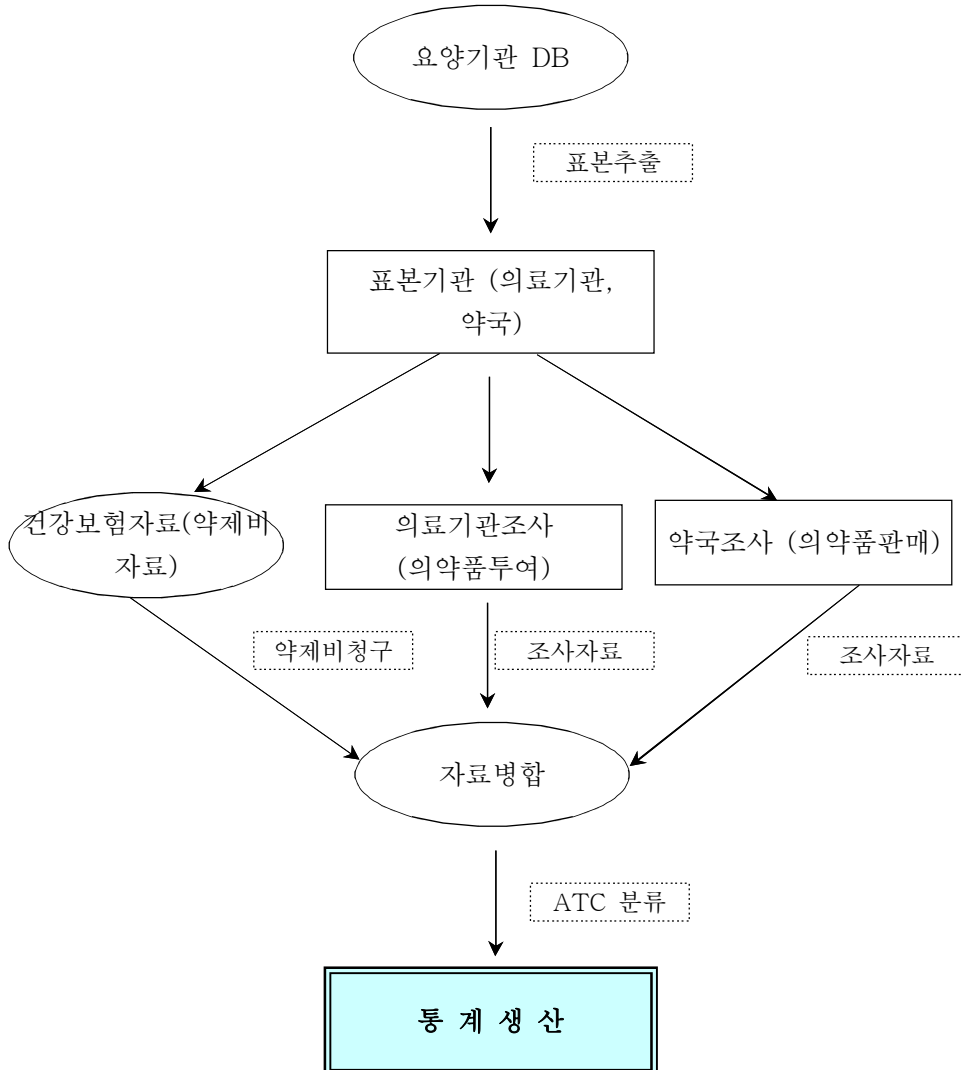 요양기관 DB
표본추출
표본기관 (의료기관,
약국)
건강보험자료(약제비
자료)
의료기관조사
(의약품투여)
약국조사 (의약품판매)
약제비청구
조사자료
조사자료
자료병합
ATC 분류
통 계 생 산